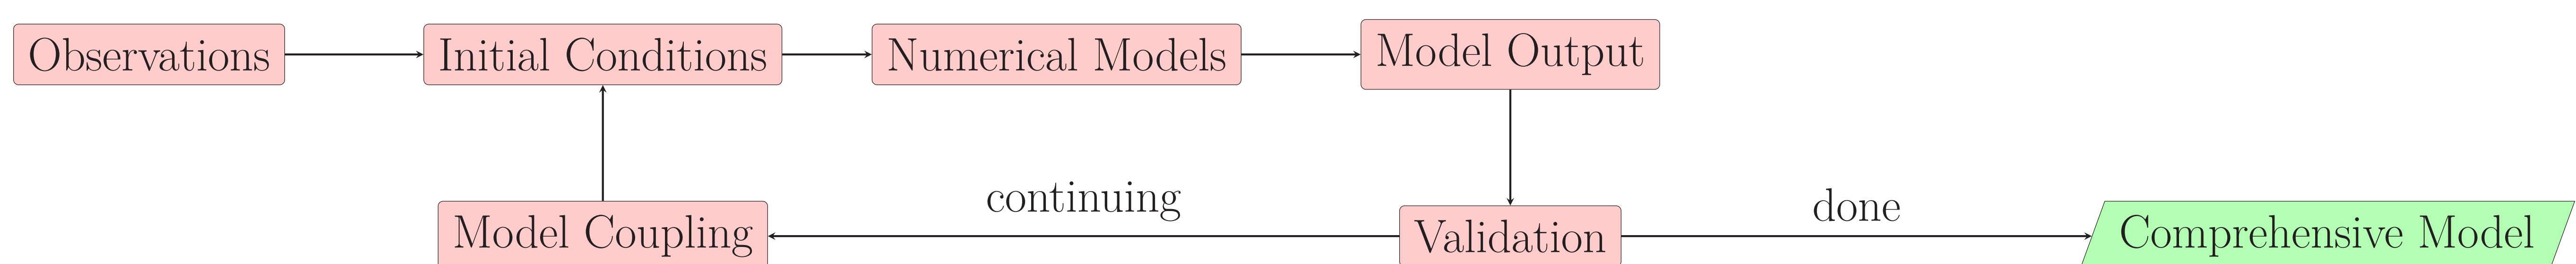 Observations
Initial Conditions
Numerical Models
Model Output
continuing
done
Model Coupling
Validation
Comprehensive Model